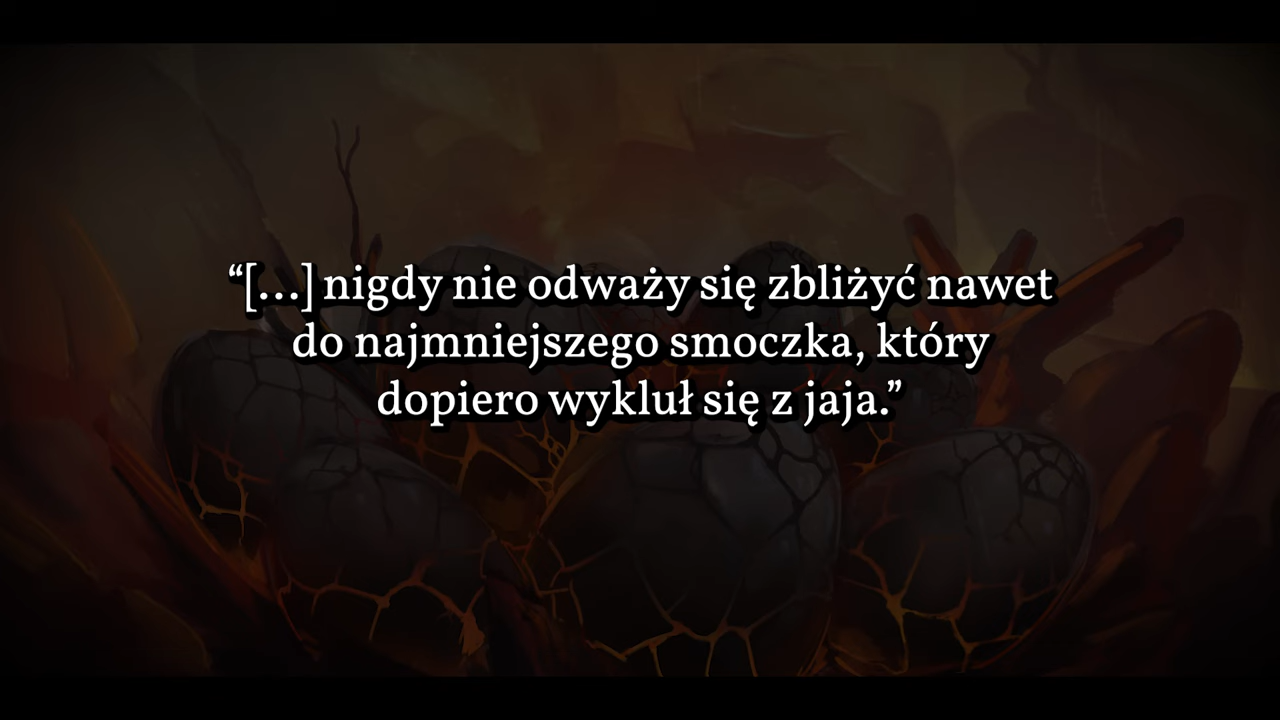 “[…] nigdy nie odważy się zbliżyć nawet
do najmniejszego smoczka, który
dopiero wykluł się z jaja.”